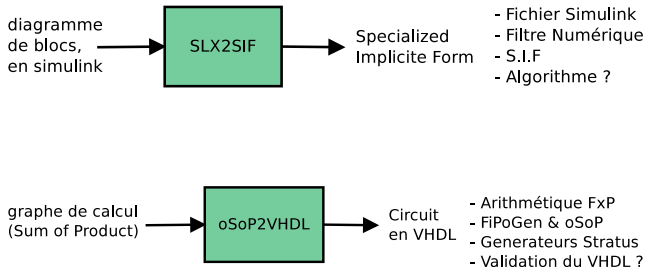 diagramme
de blocs,
en simulink
SLX2SIF
Specialized
Implicite Form
- Fichier Simulink
- Filtre Numérique
- S.I.F
- Algorithme ?
graphe de calcul
(Sum of Product)
oSoP2VHDL
Circuit
en VHDL
- Arithmétique FxP
- FiPoGen & oSoP
- Generateurs Stratus
- Validation du VHDL ?